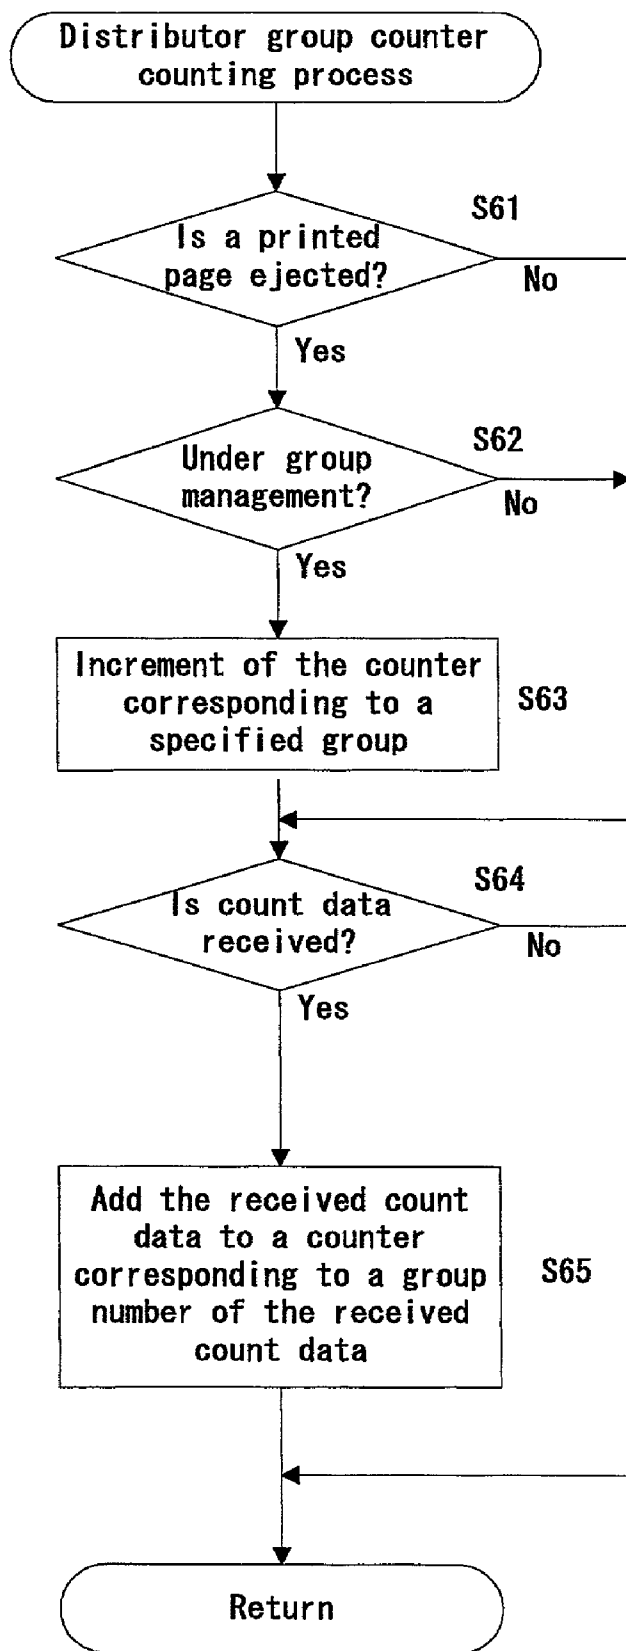 Distributor group counter
counting process
S61
Is a printed
page ejected?
No
Yes
S62
Under group
management?
No
Yes
Increment of the counter
corresponding to a
specified group
S63
S64
Is count data
received?
No
Yes
Add the received count
data to a counter
corresponding to a group
number of the received
count data
S65
Return